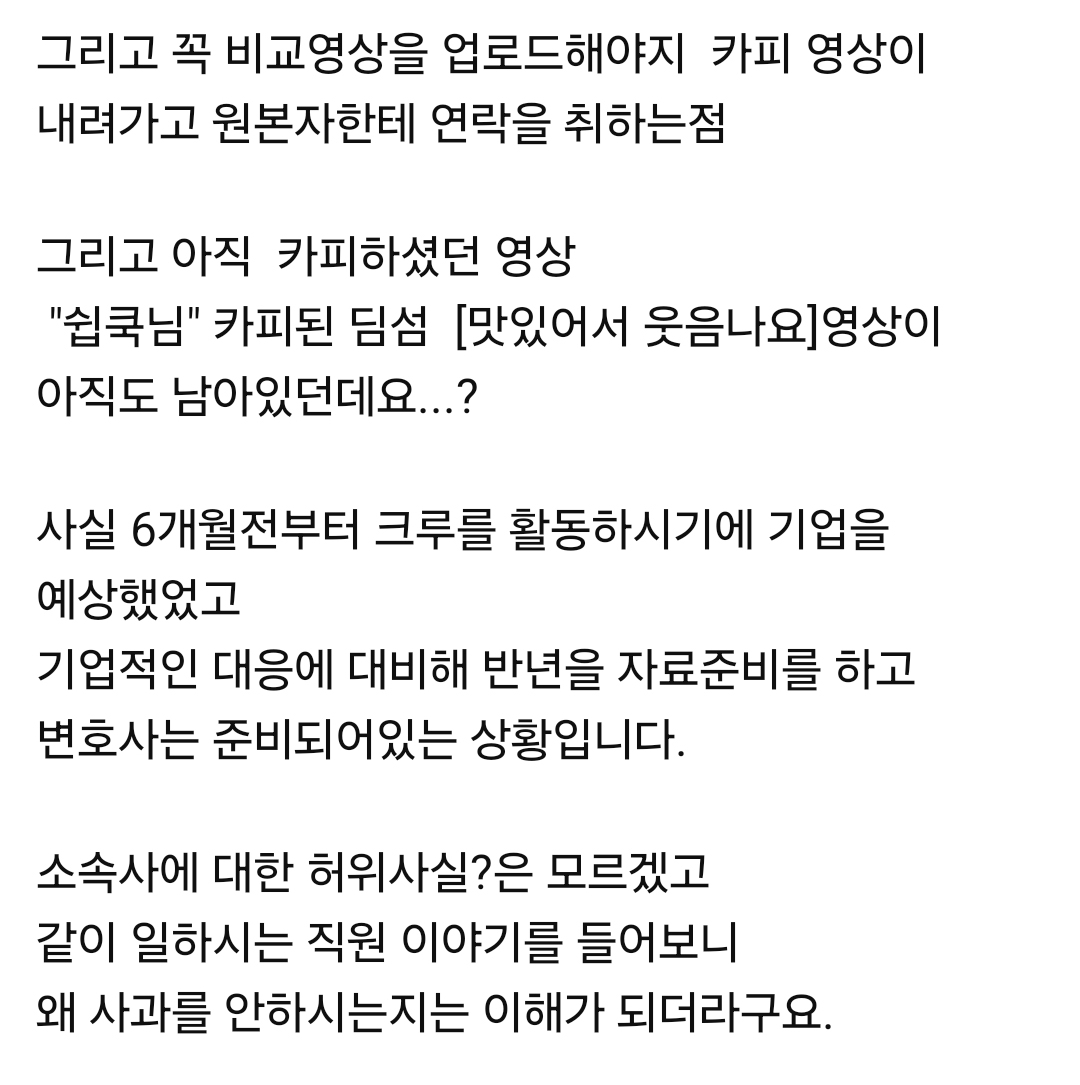 그리고 꼭 비교영상을 업로드해야지  카피 영상이
내려가고 원본자한테 연락을 취하는점
그리고 아직  카피하셨던 영상
"쉽쿡님" 카피된 딤섬  [맛있어서 웃음나요]영상이
아직도 남아있던데요...?
사실 6개월전부터 크루를 활동하시기에 기업을
예상했었고
기업적인 대응에 대비해 반년을 자료준비를 하고
변호사는 준비되어있는 상황입니다.
소속사에 대한 허위사실?은 모르겠고
같이 일하시는 직원 이야기를 들어보니
왜 사과를 안하시는지는 이해가 되더라구요.